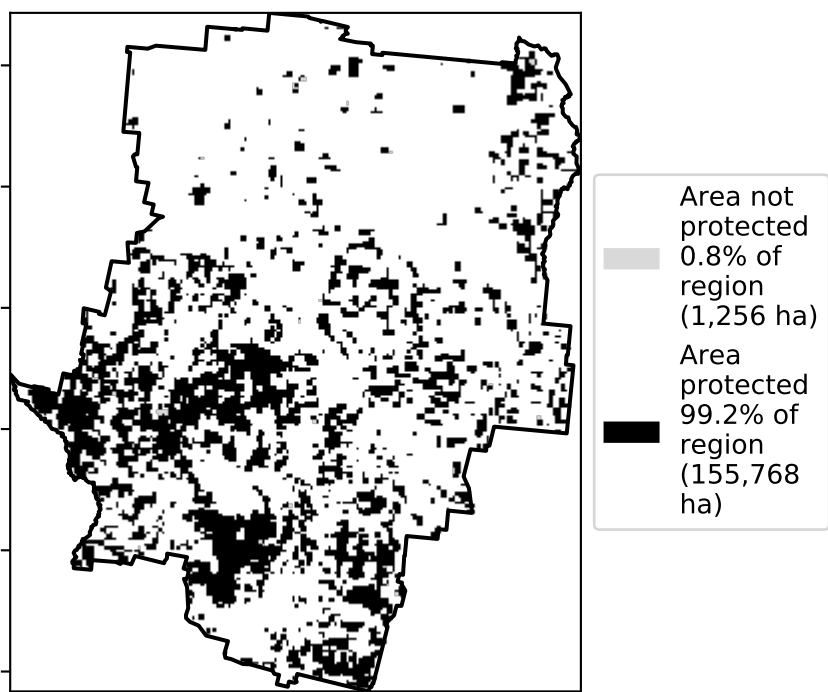 Area not
protected
0.8% of
region
(1,256 ha)
Area
protected
99.2% of
region
(155,768
ha)